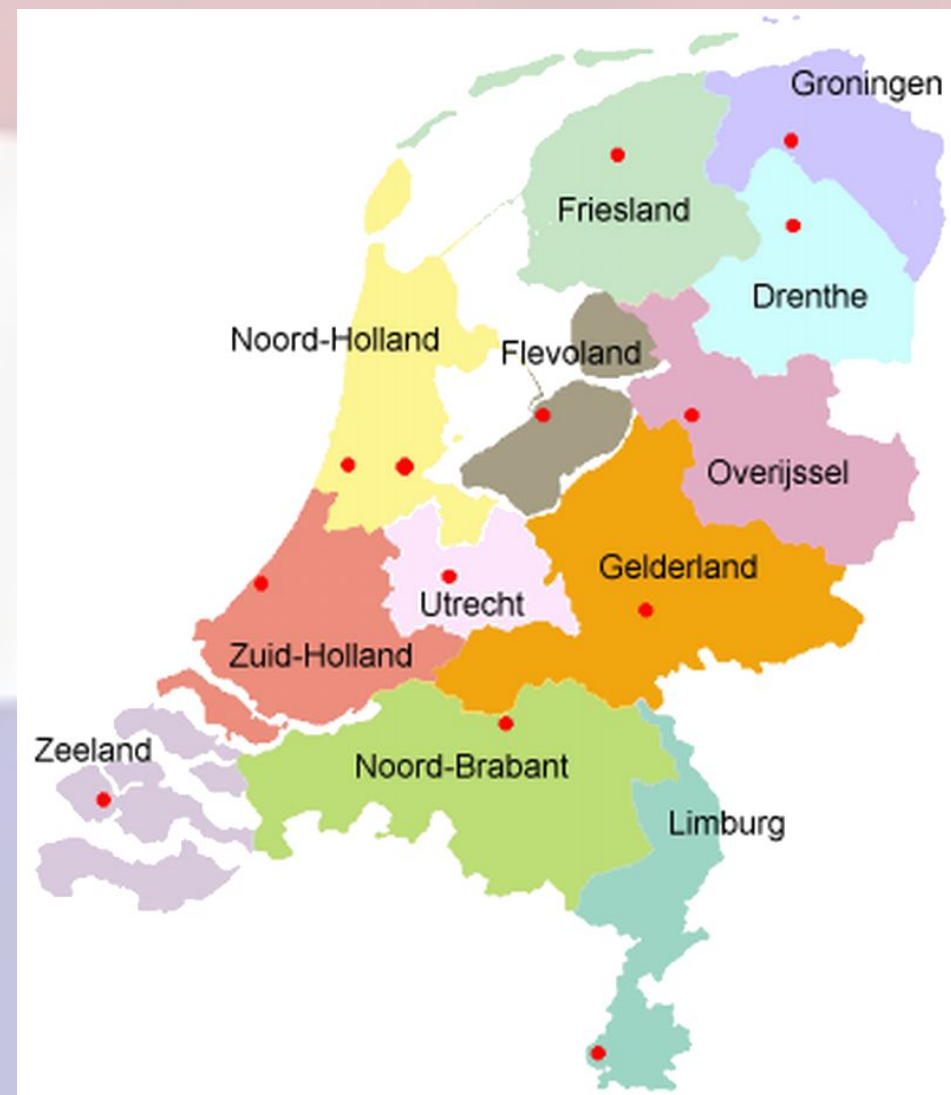 Groningen
Friesland
Drenthe
Noord-Holland
Flevoland
Overijssel
Gelderland
Utrecht
Zuid-Holland
Zeeland
Noord-Brabant
Limburg